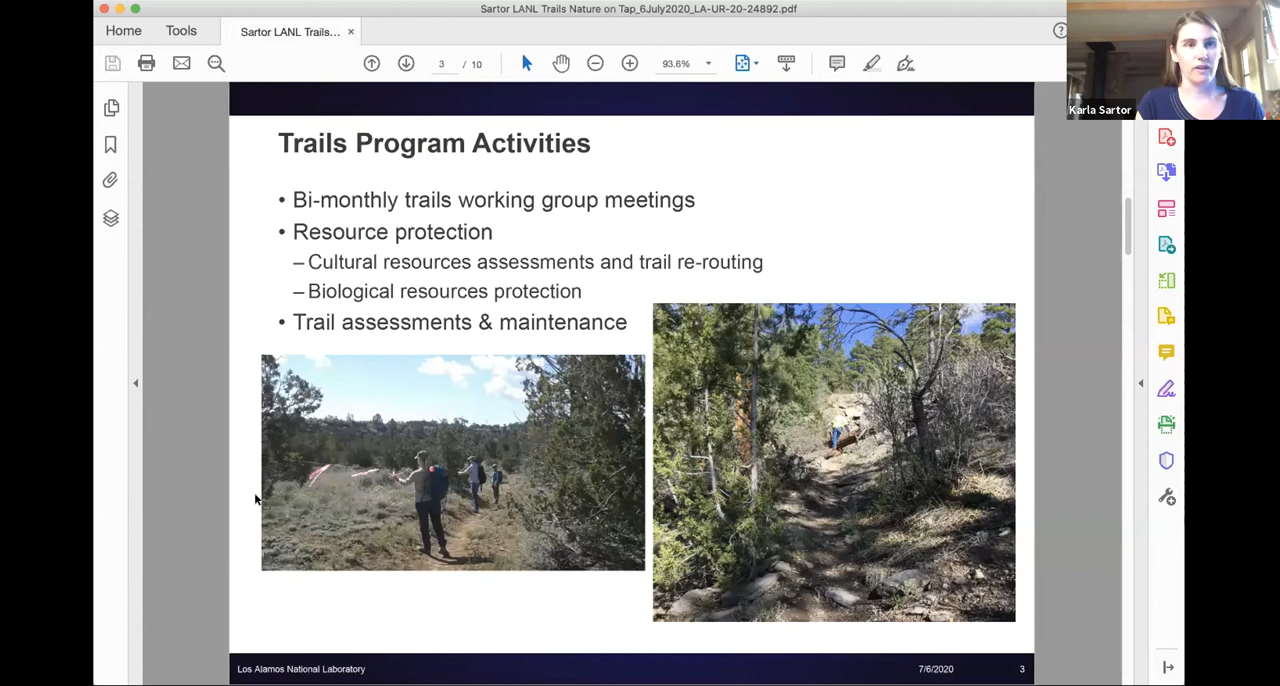 Sartor LANL Trails Nature on Tap_6July2020_LA-UR-20-24892.pdf
Home Tools Sartor LANL Trails... ×
3 / 10 93.6%
Karla Sartor
Trails Program Activities
• Bi-monthly trails working group meetings
• Resource protection
– Cultural resources assessments and trail re-routing
– Biological resources protection
• Trail assessments & maintenance
Los Alamos National Laboratory 7/6/2020 3